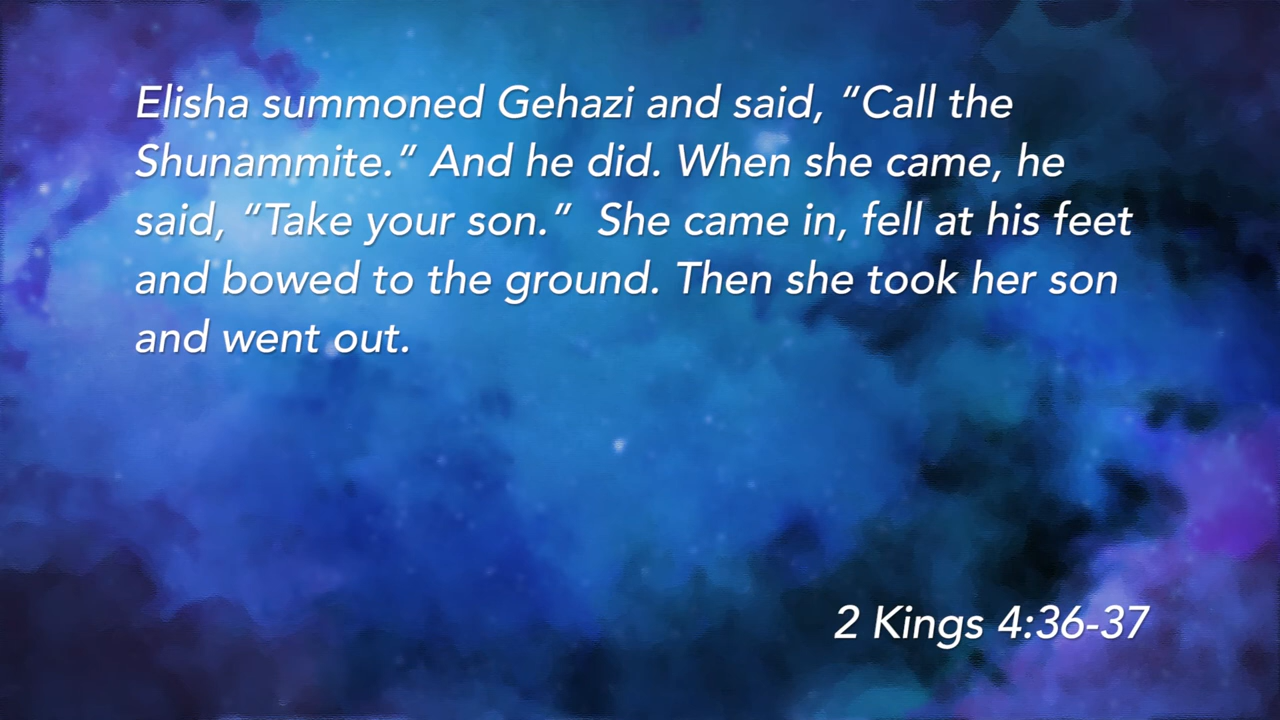 Elisha summoned Gehazi and said, “Call the
Shunammite.” And he did. When she came, he
said, “Take your son.”  She came in, fell at his feet
and bowed to the ground. Then she took her son
and went out.
2 Kings 4:36-37